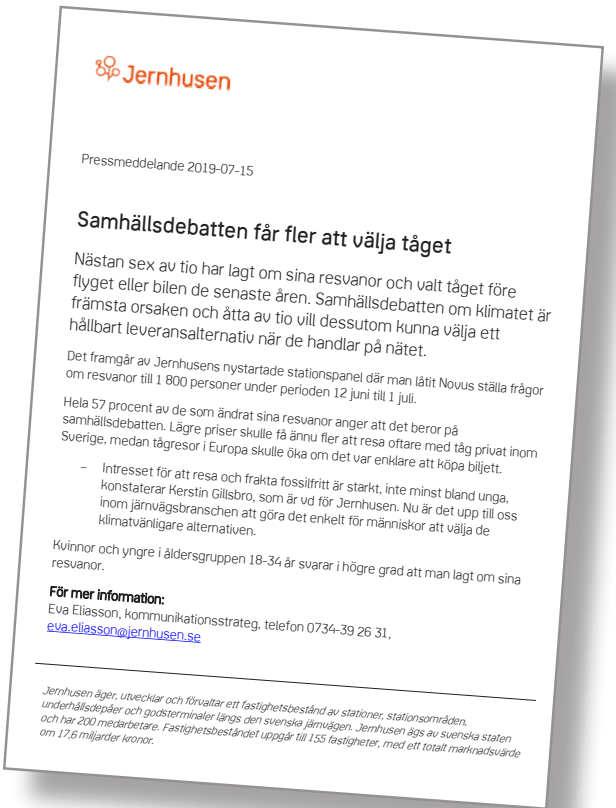 Jernhusen
Pressmeddelande 2019-07-15
Samhällsdebatten får fler att välja tåget
Nästan sex av tio har lagt om sina resvanor och valt tåget före
flyget eller bilen de senaste åren. Samhällsdebatten om klimatet är
främsta orsaken och åtta av tio vill dessutom kunna välja ett
hållbart leveransalternativ när de handlar på nätet.
Det framgår av Jernhusens nystartade stationspanel där man låtit Novus ställa frågor
om resvanor till 1 800 personer under perioden 12 juni till 1 juli.
Hela 57 procent av de som ändrat sina resvanor anger att det beror på
samhällsdebatten. Lägre priser skulle få ännu fler att resa oftare med tåg privat inom
Sverige, medan tågresor i Europa skulle öka om det var enklare att köpa biljett.
– Intresset för att resa och frakta fossilfritt är starkt, inte minst bland unga,
konstaterar Kerstin Gillsbro, som är vd för Jernhusen. Nu är det upp till oss
inom järnvägsbranschen att göra det enkelt för människor att välja de
klimatvänligare alternativen.
Kvinnor och yngre i åldersgruppen 18-34 år svarar i högre grad att man lagt om sina
resvanor.
För mer information:
Eva Eliasson, kommunikationsstrateg, telefon 0734-39 26 31,
eva.eliasson@jernhusen.se
Jernhusen äger, utvecklar och förvaltar ett fastighetsbestånd av stationer, stationsområden,
underhållsdepåer och godsterminaler längs den svenska järnvägen. Jernhusen ägs av svenska staten
och har 200 medarbetare. Fastighetsbeståndet uppgår till 155 fastigheter, med ett totalt marknadsvärde
om 17,6 miljarder kronor.